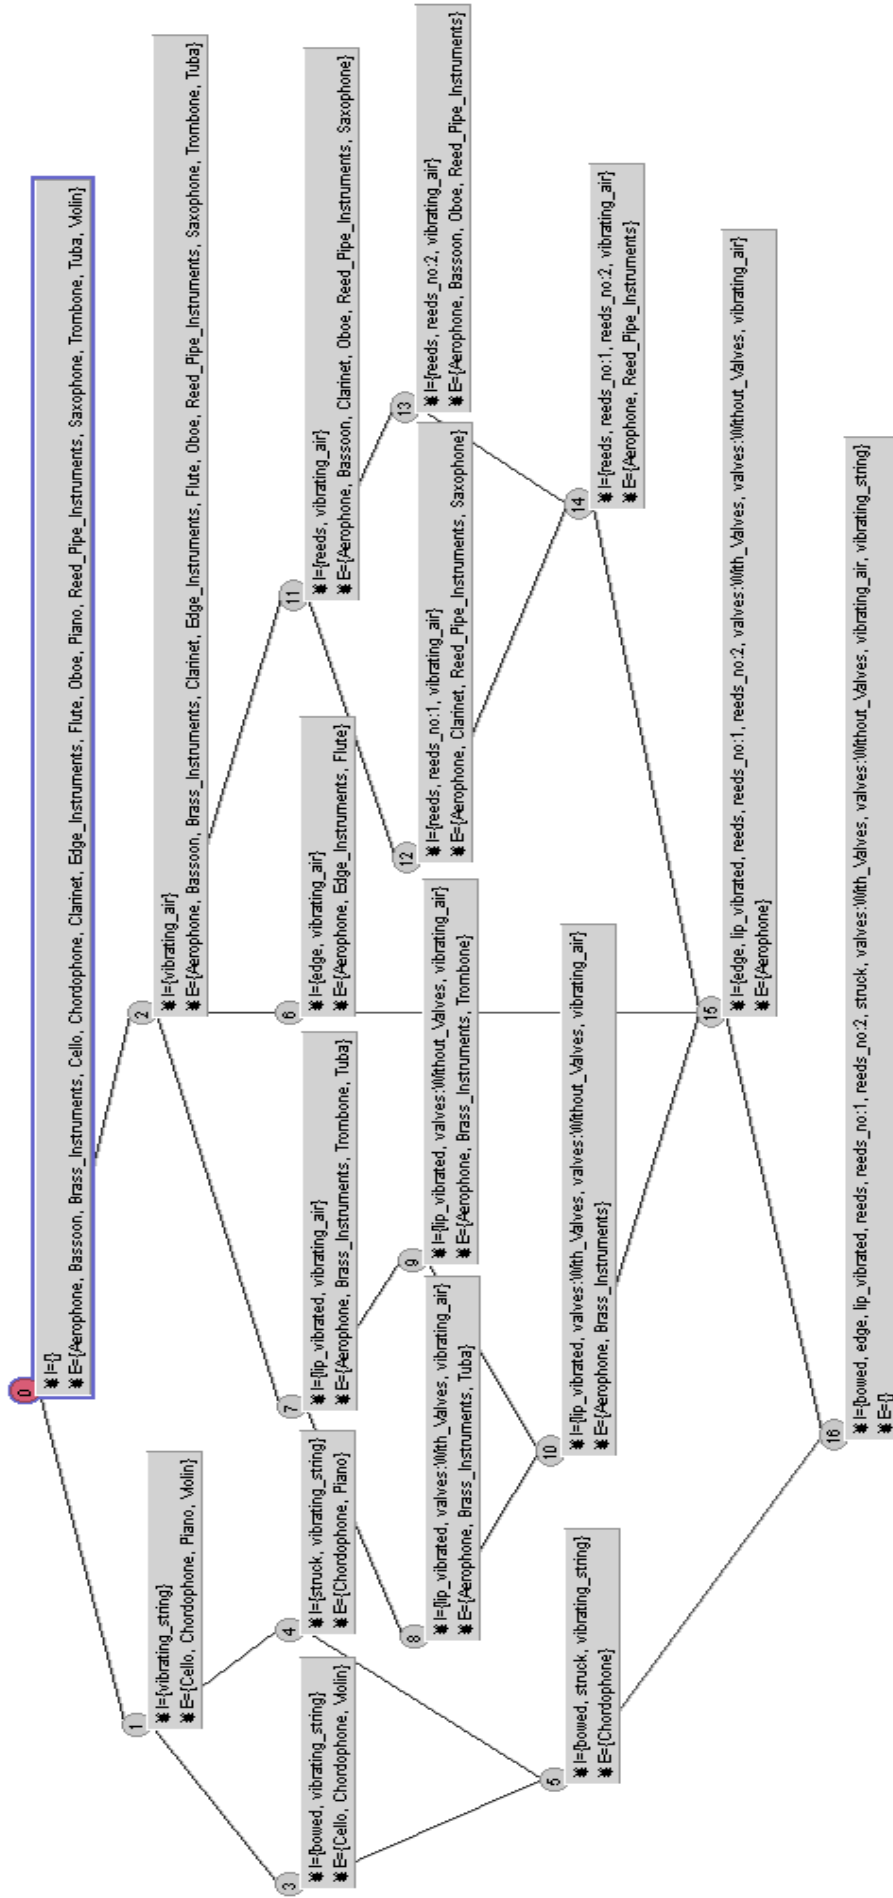 0
I={}
E={Aerophone, Bassoon, Brass_Instruments, Cello, Chordophone, Clarinet, Edge_Instruments, Flute, Oboe, Piano, Reed_Pipe_Instruments, Saxophone, Trombone, Tuba, Violin}
1
I={vibrating_string}
E={Cello, Chordophone, Piano, Violin}
2
I={vibrating_air}
E={Aerophone, Bassoon, Brass_Instruments, Clarinet, Edge_Instruments, Flute, Oboe, Reed_Pipe_Instruments, Saxophone, Trombone, Tuba}
3
I={bowed, vibrating_string}
E={Cello, Chordophone, Violin}
4
I={struck, vibrating_string}
E={Chordophone, Piano}
7
I={lip_vibrated, vibrating_air}
E={Aerophone, Brass_Instruments, Trombone, Tuba}
6
I={edge, vibrating_air}
E={Aerophone, Edge_Instruments, Flute}
11
I={reeds, vibrating_air}
E={Aerophone, Bassoon, Clarinet, Oboe, Reed_Pipe_Instruments, Saxophone}
8
I={lip_vibrated, valves:With_Valves, vibrating_air}
E={Aerophone, Brass_Instruments, Tuba}
9
I={lip_vibrated, valves:Without_Valves, vibrating_air}
E={Aerophone, Brass_Instruments, Trombone}
12
I={reeds, reeds_no:1, vibrating_air}
E={Aerophone, Clarinet, Reed_Pipe_Instruments, Saxophone}
13
I={reeds, reeds_no:2, vibrating_air}
E={Aerophone, Bassoon, Oboe, Reed_Pipe_Instruments}
5
I={bowed, struck, vibrating_string}
E={Chordophone}
10
I={lip_vibrated, valves:With_Valves, valves:Without_Valves, vibrating_air}
E={Aerophone, Brass_Instruments}
14
I={reeds, reeds_no:1, reeds_no:2, vibrating_air}
E={Aerophone, Reed_Pipe_Instruments}
15
I={edge, lip_vibrated, reeds, reeds_no:1, reeds_no:2, valves:With_Valves, valves:Without_Valves, vibrating_air}
E={Aerophone}
16
I={bowed, edge, lip_vibrated, reeds, reeds_no:1, reeds_no:2, struck, valves:With_Valves, valves:Without_Valves, vibrating_air, vibrating_string}
E={}